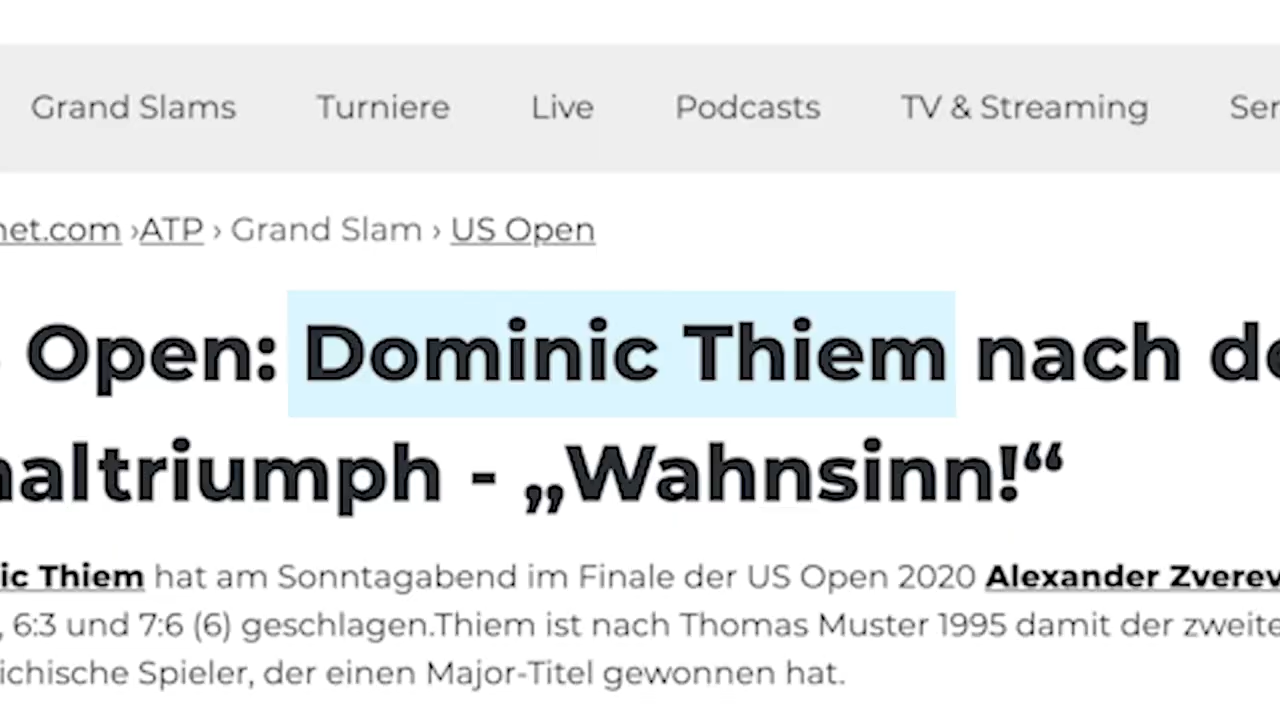 Grand Slams Turniere Live Podcasts TV & Streaming Ser
net.com ›ATP › Grand Slam › US Open
Open: Dominic Thiem nach de
naltriumph - „Wahnsinn!“
ic Thiem hat am Sonntagabend im Finale der US Open 2020 Alexander Zverev
, 6:3 und 7:6 (6) geschlagen.Thiem ist nach Thomas Muster 1995 damit der zweite
ichische Spieler, der einen Major-Titel gewonnen hat.